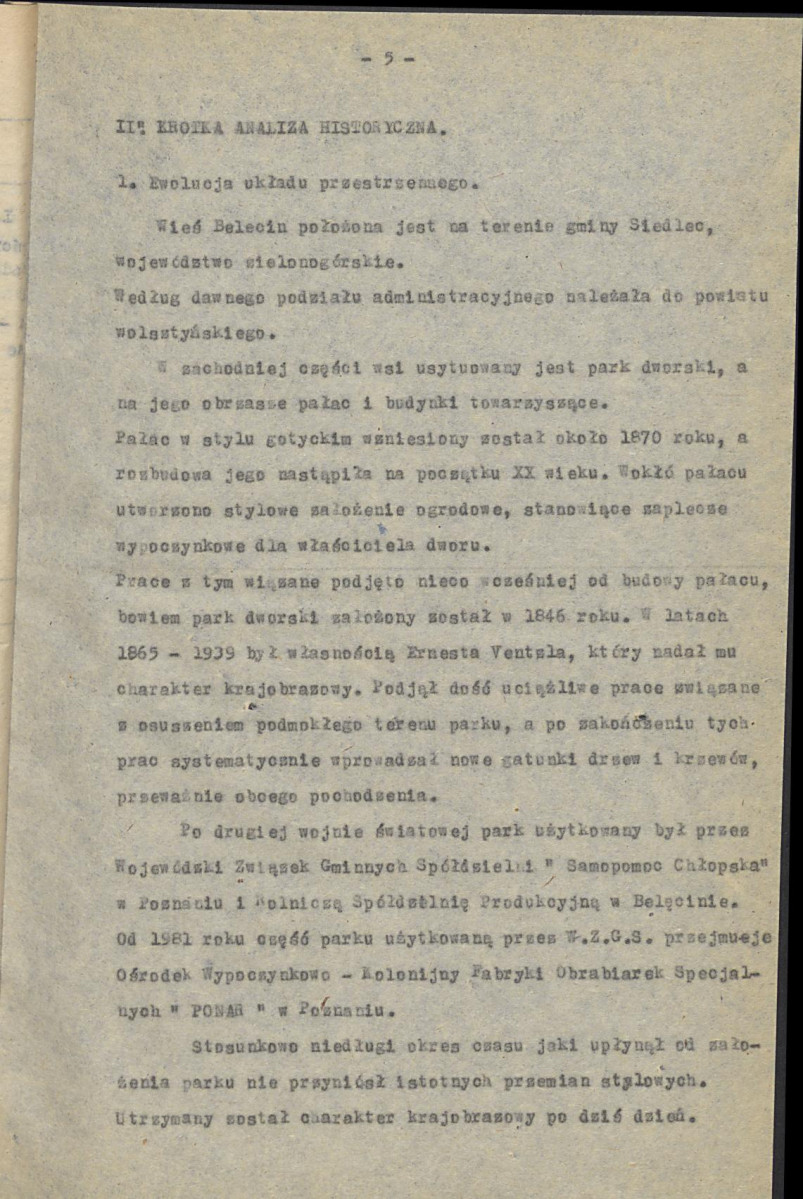 - 5 -
II. KROTKA ANALIZA HISTORYCZNA.
1. Ewolucja układu przestrzennego.
Wieś Belecin położona jest na terenie gminy Siedlec,
województwo zielonogórskie.
Według dawnego podziału administracyjnego należała do powiatu
wolsztyńskiego.
W zachodniej części wsi usytuowany jest park dworski, a
na jego obrzasze pałac i budynki towarzyszące.
Pałac w stylu gotyckim wzniesiony został około 1870 roku, a
rozbudowa jego nastąpiła na początku XX wieku. Wokłó pałacu
utworzono stylowe założenie ogrodowe, stanowiące zaplecze
wypoczynkowe dla właściciela dworu.
Prace z tym wiązane podjęto nieco wcześniej od budowy pałacu,
bowiem park dworski założony został w 1846 roku. W latach
1865 - 1939 był własnością Ernesta Ventzla, który nadał mu
charakter krajobrazowy. Podjął dość uciążliwe prace związane
z osuszeniem podmokłego terenu parku, a po zakończeniu tych
prac systematycznie wprowadzał nowe gatunki drzew i krzewów,
przeważnie obcego pochodzenia.
Po drugiej wojnie światowej park użytkowany był przez
Wojewódzki Związek Gminnych Spółdzielni " Samopomoc Chłopska"
w Poznaniu i Rolniczą Spółdzelnię Produkcyjną w Belęcinie.
Od 1981 roku część parku użytkowaną przez W.Z.G.S. przejmuje
Ośrodek Wypoczynkowo - Kolonijny Fabryki Obrabiarek Specjal-
nych " PONAR " w Poznaniu.
Stosunkowo niedługi okres czasu jaki upłynął od zało-
żenia parku nie przyniósł istotnych przemian stylowych.
Utrzymany został charakter krajobrazowy po dziś dzień.